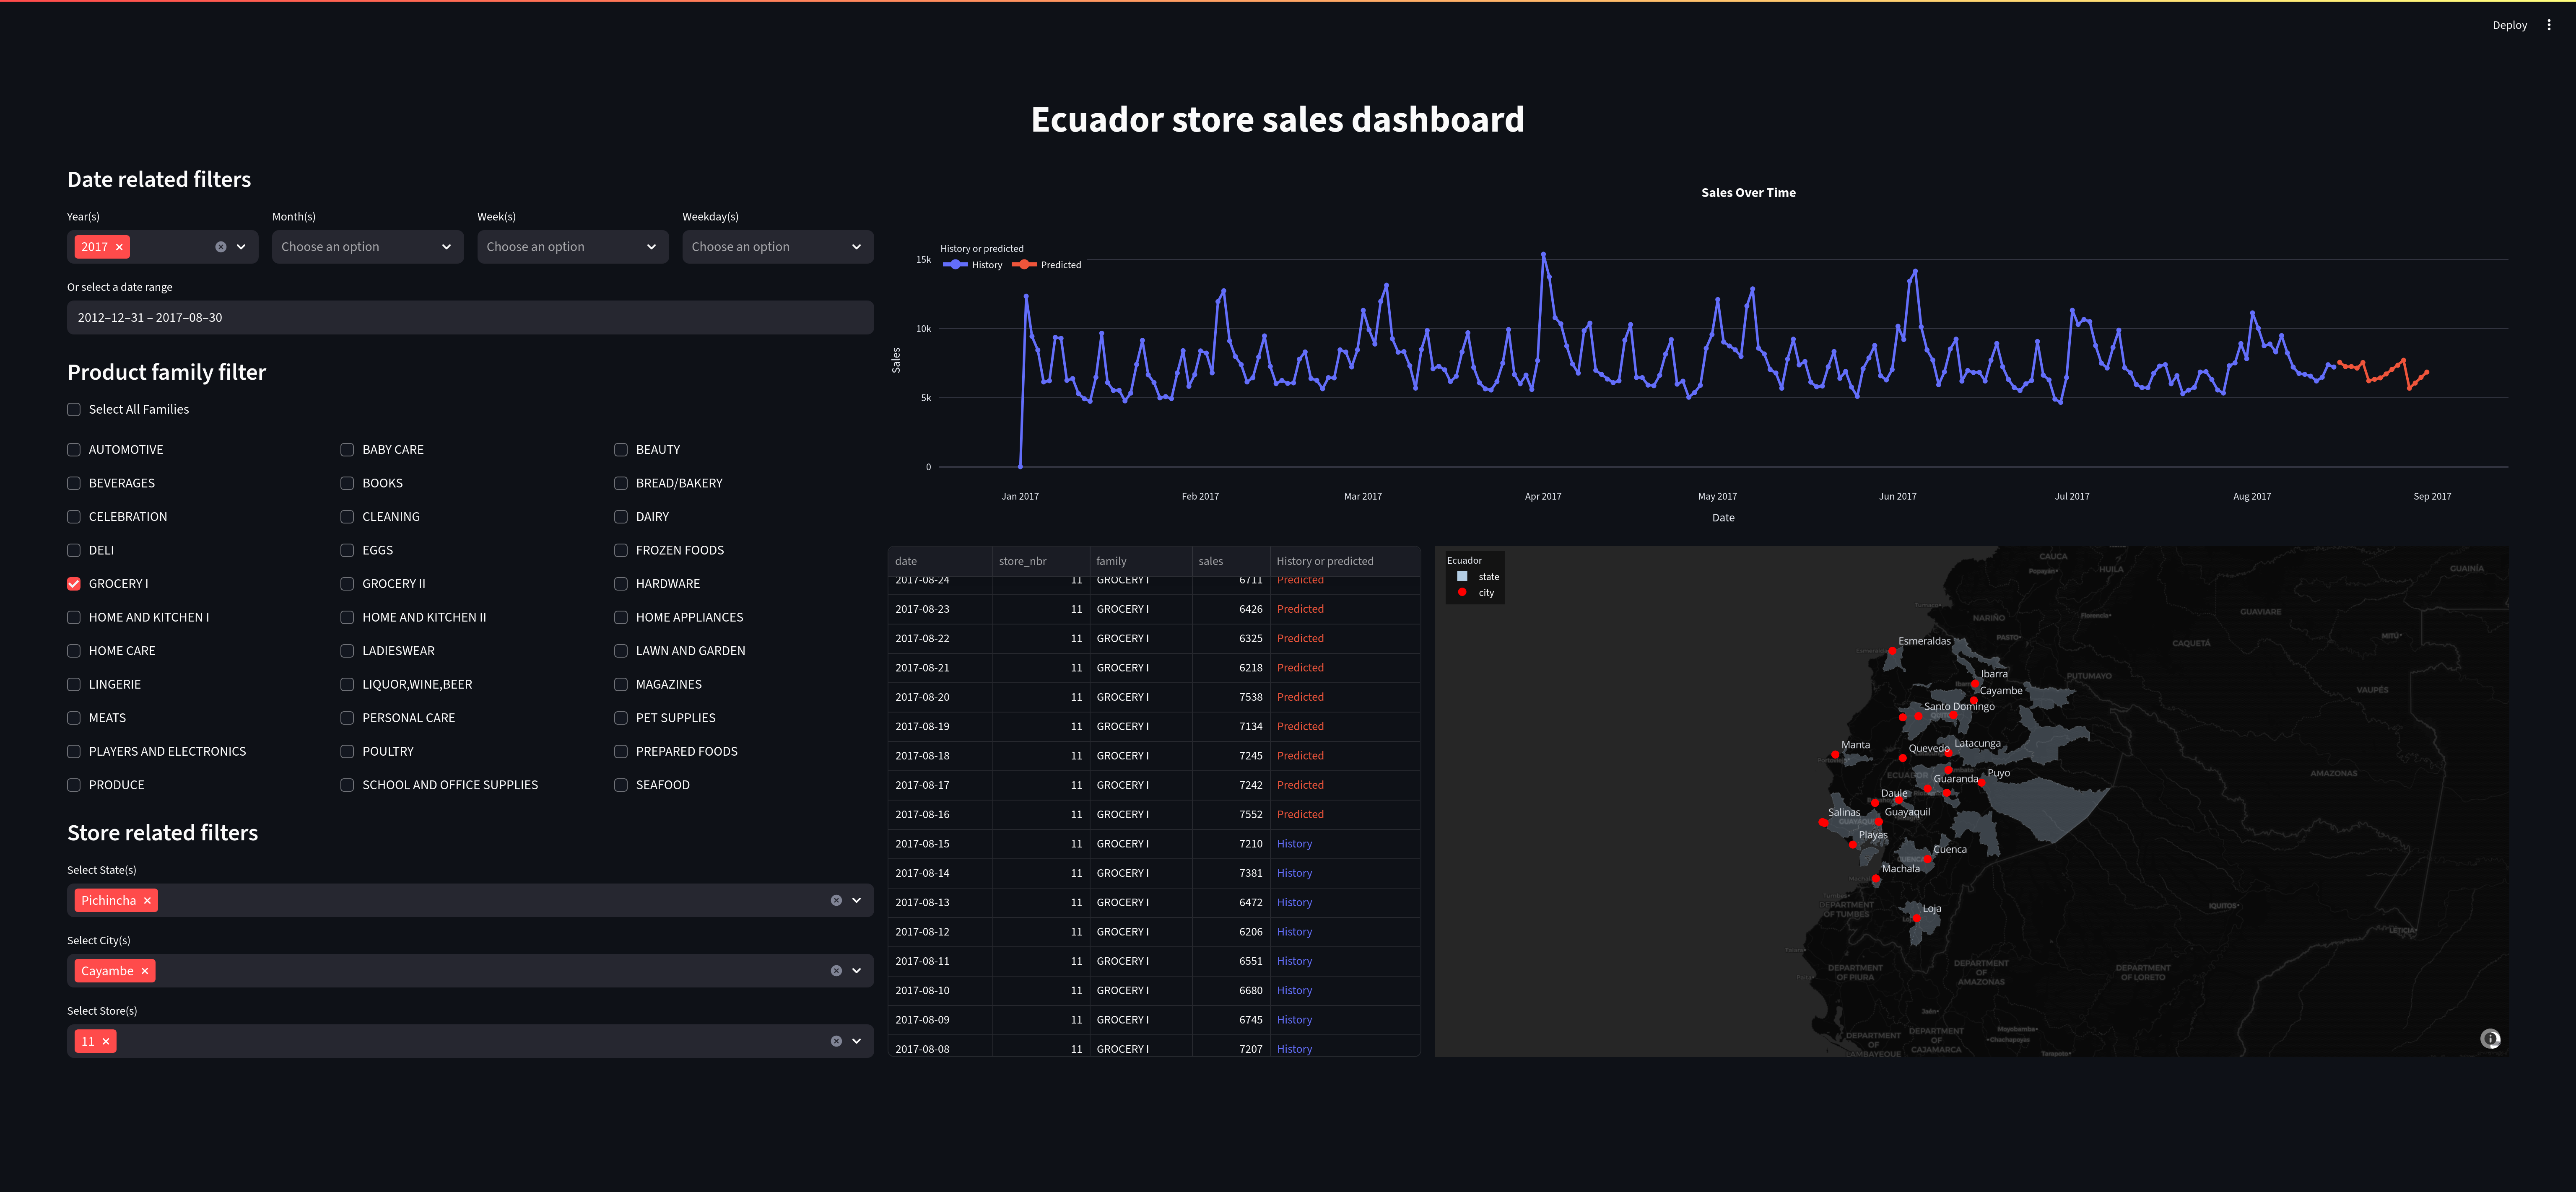 Deploy
Ecuador store sales dashboard
Date related filters
Year(s) Month(s) Week(s) Weekday(s)
2017 Choose an option Choose an option Choose an option
Or select a date range
2012–12–31 – 2017–08–30
Product family filter
Select All Families
AUTOMOTIVE BABY CARE BEAUTY
BEVERAGES BOOKS BREAD/BAKERY
CELEBRATION CLEANING DAIRY
DELI EGGS FROZEN FOODS
GROCERY I GROCERY II HARDWARE
HOME AND KITCHEN I HOME AND KITCHEN II HOME APPLIANCES
HOME CARE LADIESWEAR LAWN AND GARDEN
LINGERIE LIQUOR,WINE,BEER MAGAZINES
MEATS PERSONAL CARE PET SUPPLIES
PLAYERS AND ELECTRONICS POULTRY PREPARED FOODS
PRODUCE SCHOOL AND OFFICE SUPPLIES SEAFOOD
Store related filters
Select State(s)
Pichincha
Select City(s)
Cayambe
Select Store(s)
11
Sales Over Time
History or predicted
History Predicted
15k
10k
5k
0
Sales
Jan 2017 Feb 2017 Mar 2017 Apr 2017 May 2017 Jun 2017 Jul 2017 Aug 2017 Sep 2017
Date
date store_nbr family sales History or predicted
2017-08-24 11 GROCERY I 6711 Predicted
2017-08-23 11 GROCERY I 6426 Predicted
2017-08-22 11 GROCERY I 6325 Predicted
2017-08-21 11 GROCERY I 6218 Predicted
2017-08-20 11 GROCERY I 7538 Predicted
2017-08-19 11 GROCERY I 7134 Predicted
2017-08-18 11 GROCERY I 7245 Predicted
2017-08-17 11 GROCERY I 7242 Predicted
2017-08-16 11 GROCERY I 7552 Predicted
2017-08-15 11 GROCERY I 7210 History
2017-08-14 11 GROCERY I 7381 History
2017-08-13 11 GROCERY I 6472 History
2017-08-12 11 GROCERY I 6206 History
2017-08-11 11 GROCERY I 6551 History
2017-08-10 11 GROCERY I 6680 History
2017-08-09 11 GROCERY I 6745 History
2017-08-08 11 GROCERY I 7207 History
Ecuador
state
city
CAUCA
Popayán
HUILA
GUAINÍA
NARIÑO
Florencia
GUAVIARE
PASTO
MITÚ
CAQUETÁ
Esmeraldas
Ibarra
PUTUMAYO
Cayambe
VAUPÉS
Santo Domingo
Manta
Quevedo
Latacunga
ECUADOR
Guaranda
Puyo
AMAZONAS
Daule
Salinas
Guayaquil
Playas
CUENCA
Cuenca
Machala
DEPARTMENT
OF TUMBES
Loja
IQUITOS
LETICIA
DEPARTMENT
OF PIURA
DEPARTMENT
OF
AMAZONAS
DEPARTMENT
OF LORETO
Jaén
Moyobamba
Chachapoyas
DEPARTMENT
OF
LAMBAYEQUE
DEPARTMENT
OF
CAJAMARCA
Tarapoto